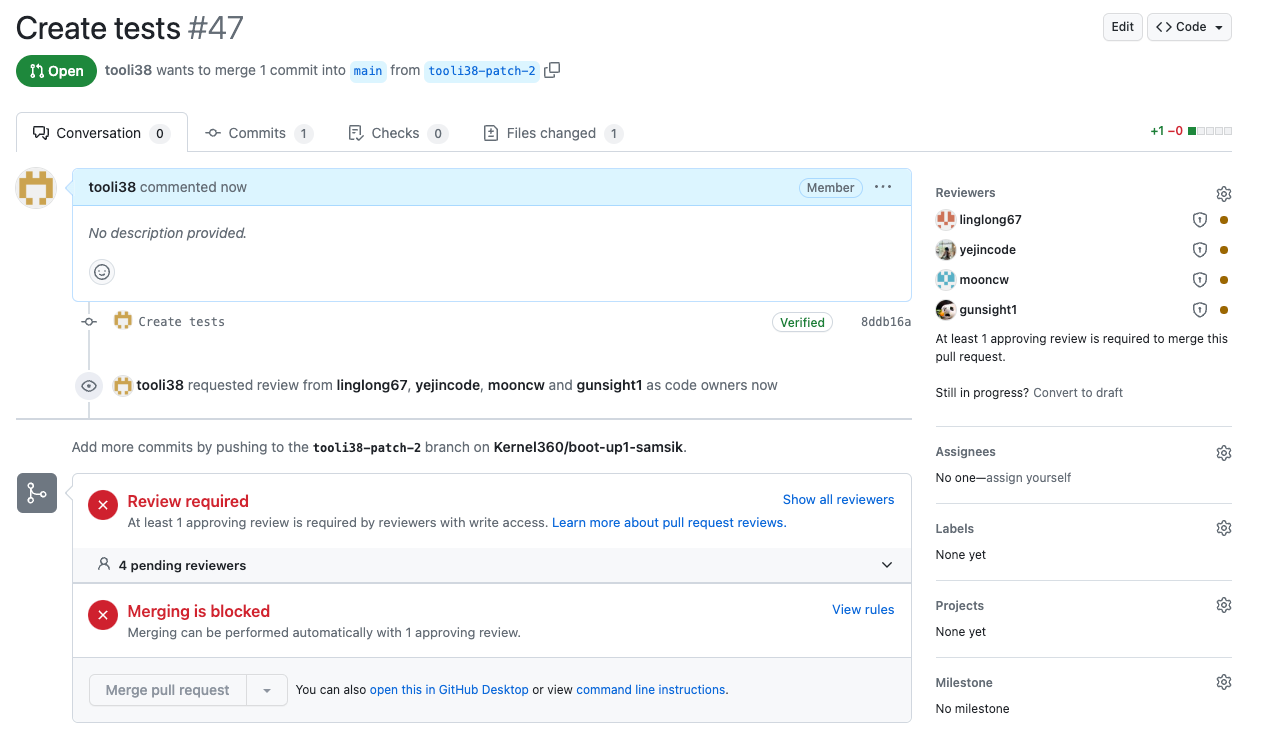 Create tests #47
Edit
Code
Open
tooli38 wants to merge 1 commit into main from tooli38-patch-2
Conversation 0
Commits 1
Checks 0
Files changed 1
+1 −0
tooli38 commented now
Member
No description provided.
Create tests
Verified
8ddb16a
tooli38 requested review from linglong67, yejincode, mooncw and gunsight1 as code owners now
Add more commits by pushing to the tooli38-patch-2 branch on Kernel360/boot-up1-samsik.
Review required
Show all reviewers
At least 1 approving review is required by reviewers with write access. Learn more about pull request reviews.
4 pending reviewers
Merging is blocked
View rules
Merging can be performed automatically with 1 approving review.
Merge pull request
You can also open this in GitHub Desktop or view command line instructions.
Reviewers
linglong67
yejincode
mooncw
gunsight1
At least 1 approving review is required to merge this
pull request.
Still in progress? Convert to draft
Assignees
No one—assign yourself
Labels
None yet
Projects
None yet
Milestone
No milestone